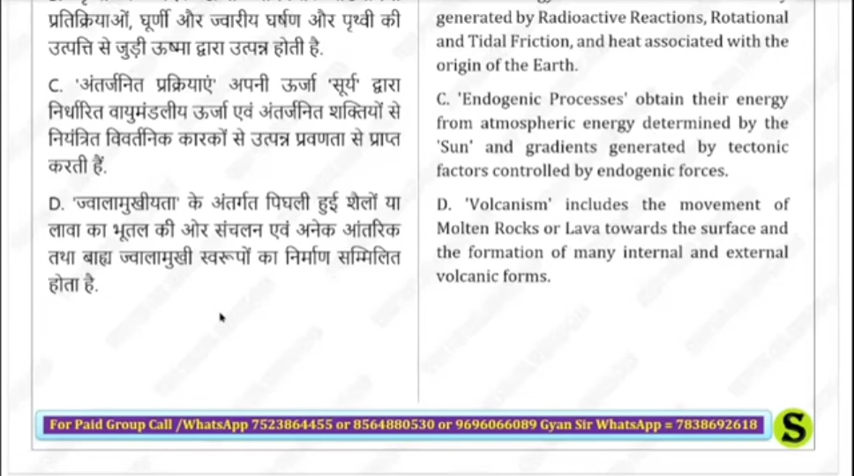 प्रतिक्रियाओं, घूर्णी और ज्वारीय घर्षण और पृथ्वी की
उत्पत्ति से जुड़ी ऊष्मा द्वारा उत्पन्न होती है.
C. 'अंतर्जनित प्रक्रियाएं' अपनी ऊर्जा 'सूर्य' द्वारा
निर्धारित वायुमंडलीय ऊर्जा एवं अंतर्जनित शक्तियों से
नियंत्रित विवर्तनिक कारकों से उत्पन्न प्रवणता से प्राप्त
करती हैं.
D. 'ज्वालामुखीयता' के अंतर्गत पिघली हुई शैलों या
लावा का भूतल की ओर संचलन एवं अनेक आंतरिक
तथा बाह्य ज्वालामुखी स्वरूपों का निर्माण सम्मिलित
होता है.
generated by Radioactive Reactions, Rotational
and Tidal Friction, and heat associated with the
origin of the Earth.
C. 'Endogenic Processes' obtain their energy
from atmospheric energy determined by the
'Sun' and gradients generated by tectonic
factors controlled by endogenic forces.
D. 'Volcanism' includes the movement of
Molten Rocks or Lava towards the surface and
the formation of many internal and external
volcanic forms.
For Paid Group Call /WhatsApp 7523864455 or 8564880530 or 9696066089 Gyan Sir WhatsApp = 7838692618
S